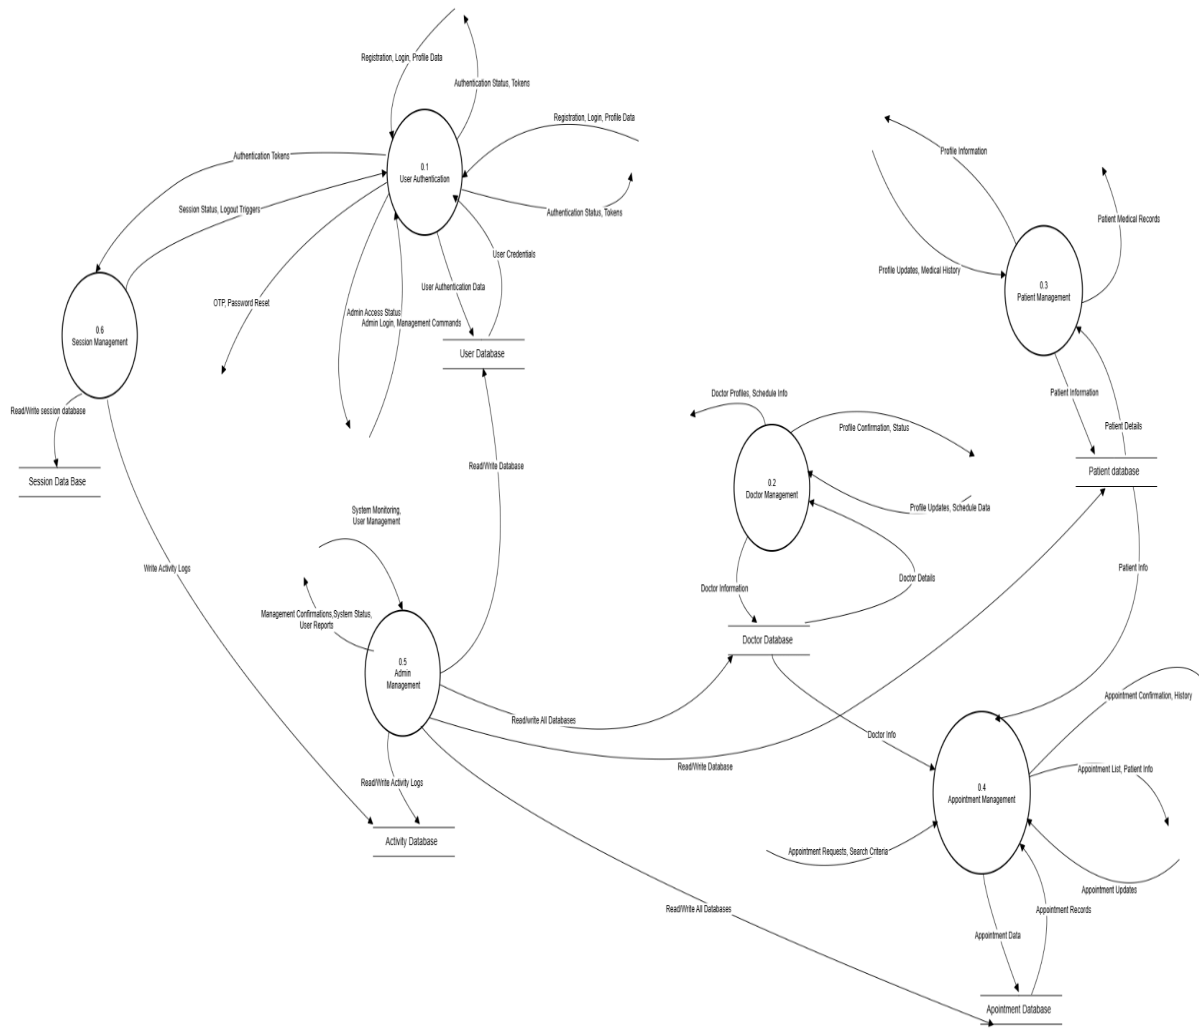 Registration, Login, Profile Data
Authentication Status, Tokens
Registration, Login, Profile Data
Authentication Tokens
0.1
User Authentication
Profile Information
Session Status, Logout Triggers
Authentication Status, Tokens
Patient Medical Records
User Credentials
Profile Updates, Medical History
0.3
Patient Management
User Authentication Data
OTP, Password Reset
Admin Access Status
Admin Login, Management Commands
0.6
Session Management
User Database
Doctor Profiles, Schedule Info
Patient Information
Read/Write session database
Profile Confirmation, Status
Patient Details
Read/Write Database
Patient database
Session Data Base
0.2
Doctor Management
Profile Updates, Schedule Data
System Monitoring,
User Management
Write Activity Logs
Patient Info
Doctor Information
Doctor Details
Management Confirmations,System Status,
User Reports
Doctor Database
0.5
Admin
Management
Appointment Confirmation, History
Read/write All Databases
Doctor Info
Read/Write Database
Appointment List, Patient Info
Read/Write Activity Logs
0.4
Appointment Management
Activity Database
Appointment Requests, Search Criteria
Appointment Updates
Read/Write All Databases
Appointment Records
Appointment Data
Apointment Database